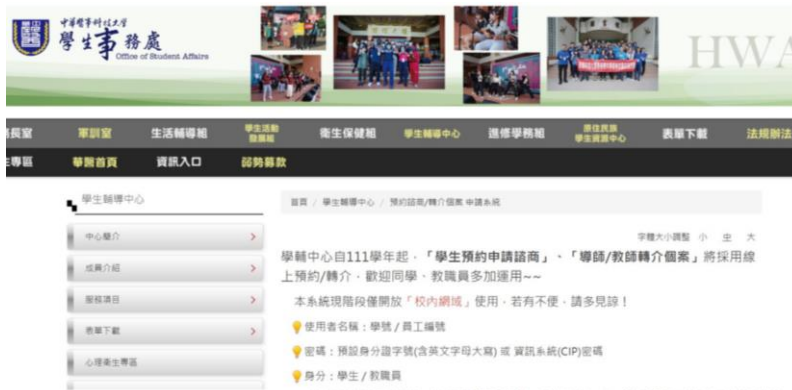 中華醫事科技大學
學生事務處
Office of Student Affairs
HWA
務長室
軍訓室
生活輔導組
學生活動
發展組
衛生保健組
學生輔導中心
進修學務組
原住民族
學生資源中心
表單下載
法規辦法
生專區
華醫首頁
資訊入口
弱勢募款
學生輔導中心
首頁 / 學生輔導中心 / 預約諮商/轉介個案 申請系統
中心簡介
成員介紹
服務項目
表單下載
心理衛生專區
字體大小調整 小 中 大
學輔中心自111學年起,「學生預約申請諮商」、「導師/教師轉介個案」將採用線
上預約/轉介,歡迎同學、教職員多加運用~~
本系統現階段僅開放「校內網域」使用,若有不便,請多見諒!
使用者名稱:學號 / 員工編號
密碼:預設身分證字號(含英文字母大寫) 或 資訊系統(CIP)密碼
身分:學生 / 教職員